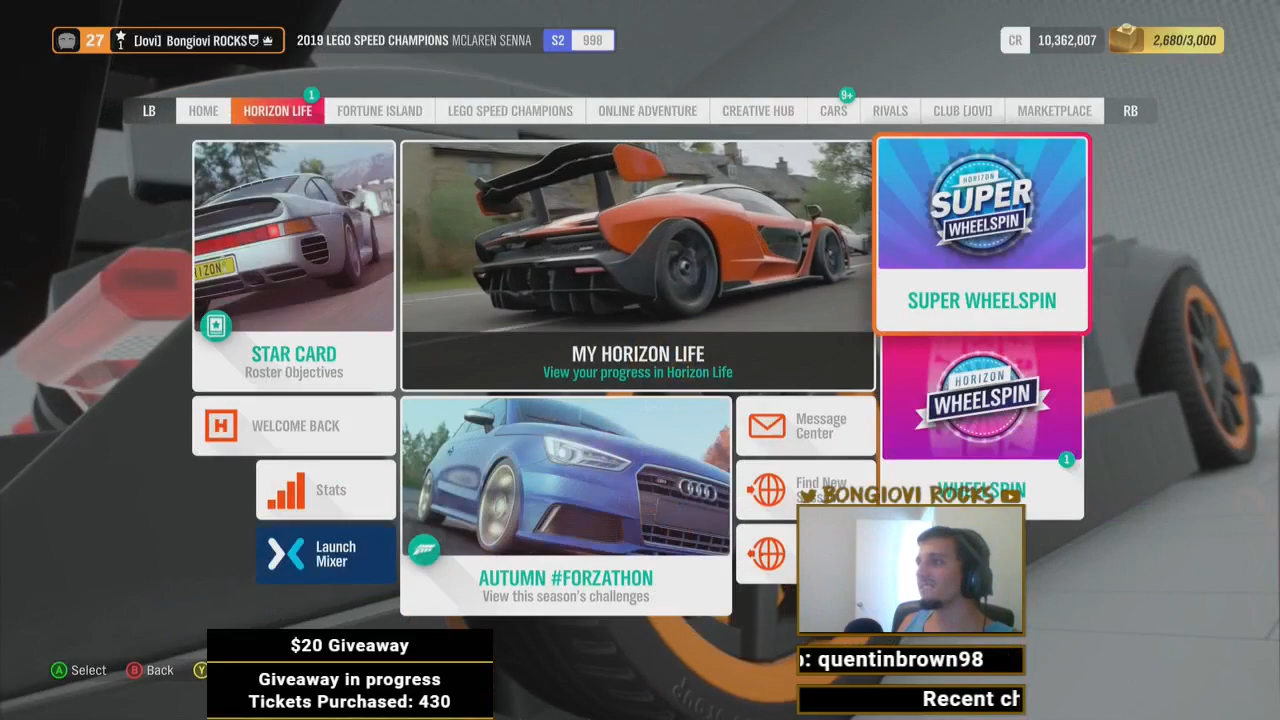 27 [Jovi] Bongiovi ROCKS
1
2019 LEGO SPEED CHAMPIONS MCLAREN SENNA S2 998
CR 10,362,007 2,680/3,000
1
9+
LB HOME HORIZON LIFE FORTUNE ISLAND LEGO SPEED CHAMPIONS ONLINE ADVENTURE CREATIVE HUB CARS RIVALS CLUB [JOVI] MARKETPLACE RB
HORIZON
SUPER
WHEELSPIN
SUPER WHEELSPIN
STAR CARD
Roster Objectives
MY HORIZON LIFE
View your progress in Horizon Life
HORIZON
WHEELSPIN
1
H WELCOME BACK
Stats
Launch
Mixer
AUTUMN #FORZATHON
View this season's challenges
Message
Center
Find New
WHEELSPIN
BONGIOVI ROCKS
A Select B Back Y
$20 Giveaway
Giveaway in progress
Tickets Purchased: 430
: quentinbrown98
Recent ch